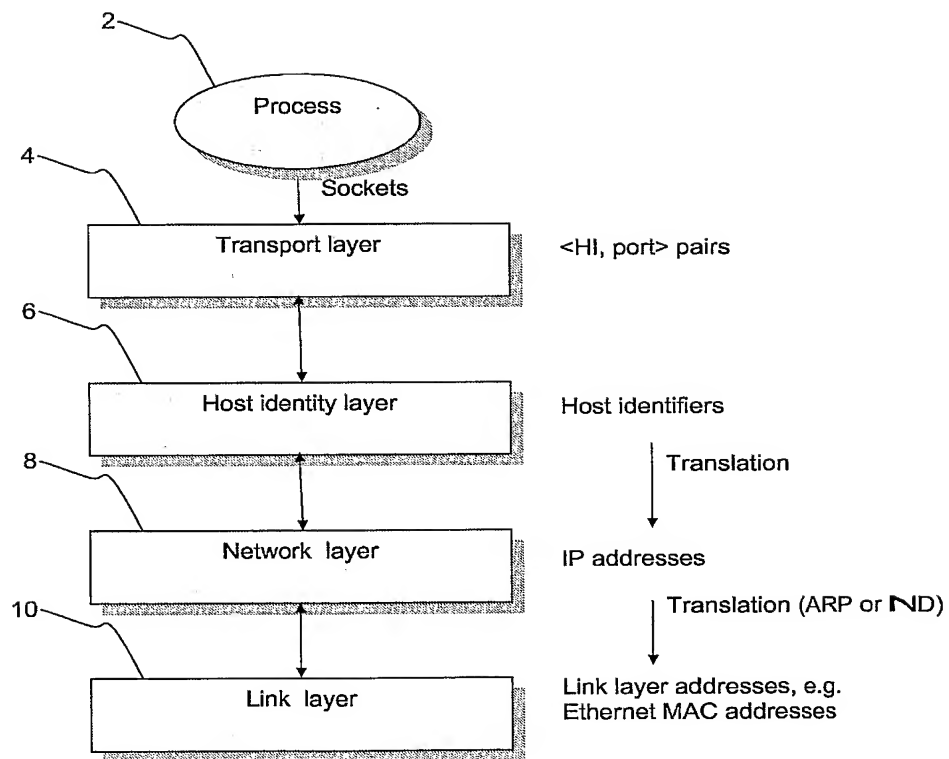 2
Process
4
Sockets
Transport layer
<HI, port> pairs
6
Host identity layer
Host identifiers
8
Translation
Network layer
IP addresses
10
Translation (ARP or ND)
Link layer
Link layer addresses, e.g.
Ethernet MAC addresses